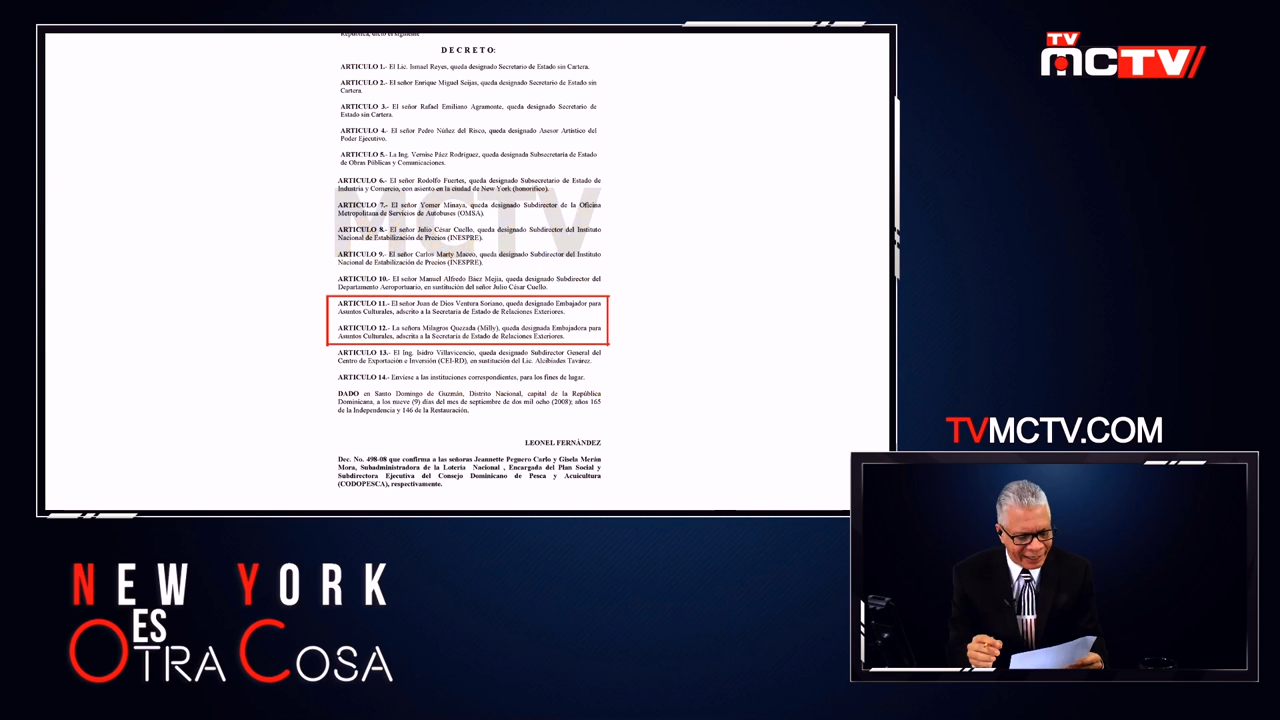 República, dicto el siguiente
D E C R E T O:
ARTICULO 1.- El Lic. Ismael Reyes, queda designado Secretario de Estado sin Cartera.
ARTICULO 2.- El señor Enrique Miguel Seijas, queda designado Secretario de Estado sin
Cartera.
ARTICULO 3.- El señor Rafael Emiliano Agramonte, queda designado Secretario de
Estado sin Cartera.
ARTICULO 4.- El señor Pedro Núñez del Risco, queda designado Asesor Artístico del
Poder Ejecutivo.
ARTICULO 5.- La Ing. Vernise Páez Rodríguez, queda designada Subsecretaria de Estado
de Obras Públicas y Comunicaciones.
ARTICULO 6.- El señor Rodolfo Fuertes, queda designado Subsecretario de Estado de
Industria y Comercio, con asiento en la ciudad de New York (honorífico).
ARTICULO 7.- El señor Yomer Minaya, queda designado Subdirector de la Oficina
Metropolitana de Servicios de Autobuses (OMSA).
ARTICULO 8.- El señor Julio César Cuello, queda designado Subdirector del Instituto
Nacional de Estabilización de Precios (INESPRE).
ARTICULO 9.- El señor Carlos Marty Maceo, queda designado Subdirector del Instituto
Nacional de Estabilización de Precios (INESPRE).
ARTICULO 10.- El señor Manuel Alfredo Báez Mejía, queda designado Subdirector del
Departamento Aeroportuario, en sustitución del señor Julio César Cuello.
ARTICULO 11.- El señor Juan de Dios Ventura Soriano, queda designado Embajador para
Asuntos Culturales, adscrito a la Secretaría de Estado de Relaciones Exteriores.
ARTICULO 12.- La señora Milagros Quezada (Milly), queda designada Embajadora para
Asuntos Culturales, adscrita a la Secretaría de Estado de Relaciones Exteriores.
ARTICULO 13.- El Ing. Isidro Villavicencio, queda designado Subdirector General del
Centro de Exportación e Inversión (CEI-RD), en sustitución del Lic. Alcibíades Tavárez.
ARTICULO 14.- Envíese a las instituciones correspondientes, para los fines de lugar.
DADO en Santo Domingo de Guzmán, Distrito Nacional, capital de la República
Dominicana, a los nueve (9) días del mes de septiembre de dos mil ocho (2008); años 165
de la Independencia y 146 de la Restauración.
LEONEL FERNÁNDEZ
Dec. No. 498-08 que confirma a las señoras Jeannette Peguero Carlo y Gisela Merán
Mora, Subadministradora de la Lotería Nacional , Encargada del Plan Social y
Subdirectora Ejecutiva del Consejo Dominicano de Pesca y Acuicultura
(CODOPESCA), respectivamente.
MCTV
TV
MCTV
TVMCTV.COM
NEW YORK
ES
OTRA COSA